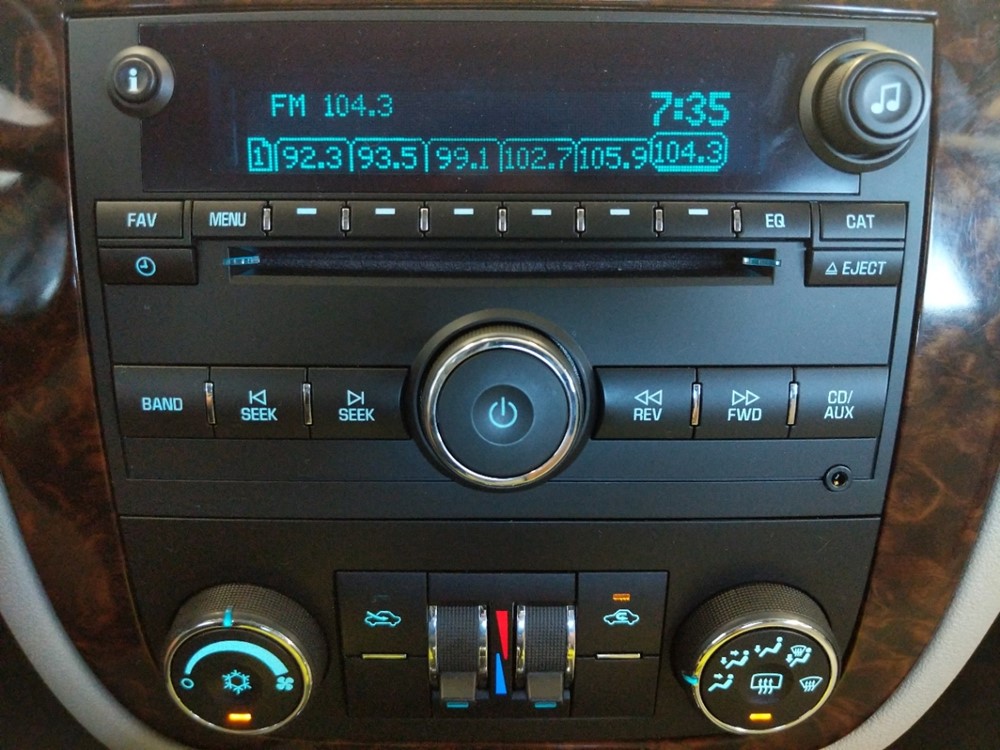 i
FM 104.3 7:35
1 92.3 93.5 99.1 102.7 105.9 104.3
FAV MENU EQ CAT
EJECT
BAND SEEK SEEK REV FWD CD/
AUX